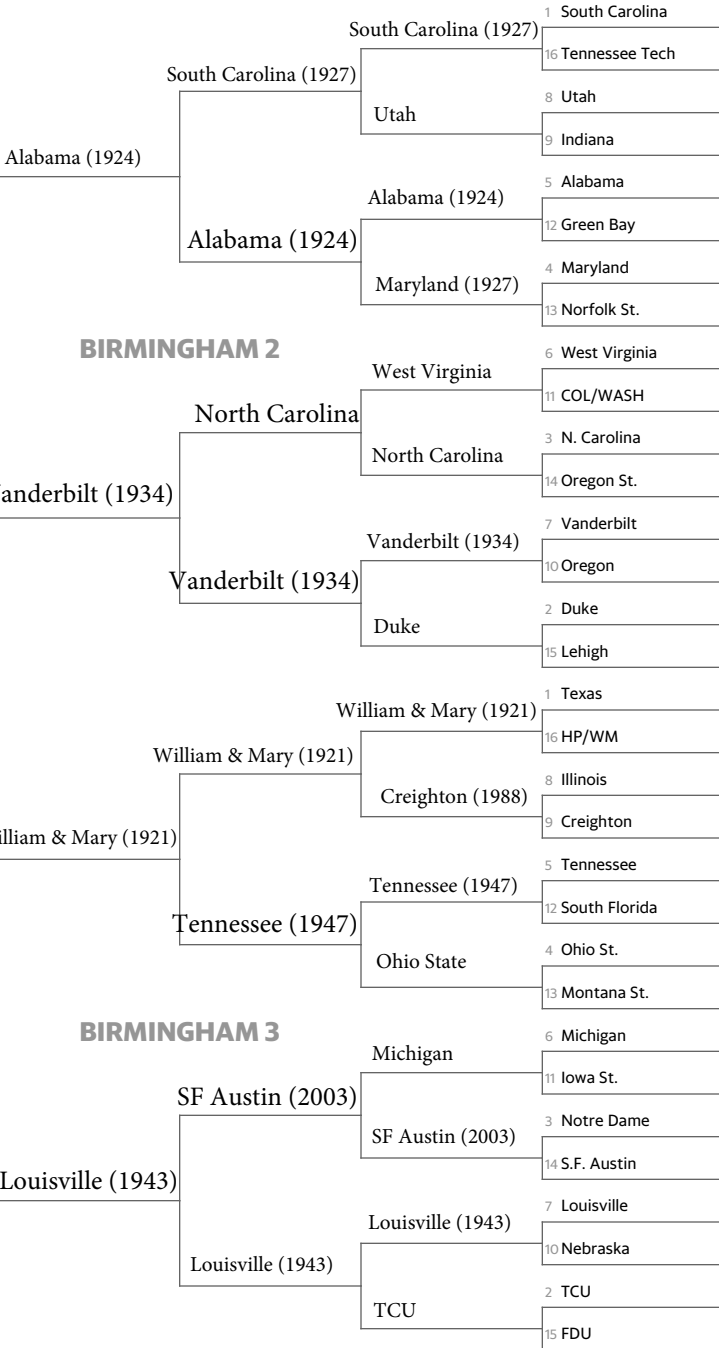 1 South Carolina
South Carolina (1927)
16 Tennessee Tech
South Carolina (1927)
8 Utah
Utah
9 Indiana
Alabama (1924)
5 Alabama
Alabama (1924)
12 Green Bay
Alabama (1924)
4 Maryland
Maryland (1927)
13 Norfolk St.
BIRMINGHAM 2
6 West Virginia
West Virginia
11 COL/WASH
North Carolina
3 N. Carolina
North Carolina
14 Oregon St.
Vanderbilt (1934)
7 Vanderbilt
Vanderbilt (1934)
10 Oregon
Vanderbilt (1934)
2 Duke
Duke
15 Lehigh
1 Texas
William & Mary (1921)
16 HP/WM
William & Mary (1921)
8 Illinois
Creighton (1988)
9 Creighton
illiam & Mary (1921)
5 Tennessee
Tennessee (1947)
12 South Florida
Tennessee (1947)
4 Ohio St.
Ohio State
13 Montana St.
BIRMINGHAM 3
6 Michigan
Michigan
11 Iowa St.
SF Austin (2003)
3 Notre Dame
SF Austin (2003)
14 S.F. Austin
Louisville (1943)
7 Louisville
Louisville (1943)
10 Nebraska
Louisville (1943)
2 TCU
TCU
15 FDU